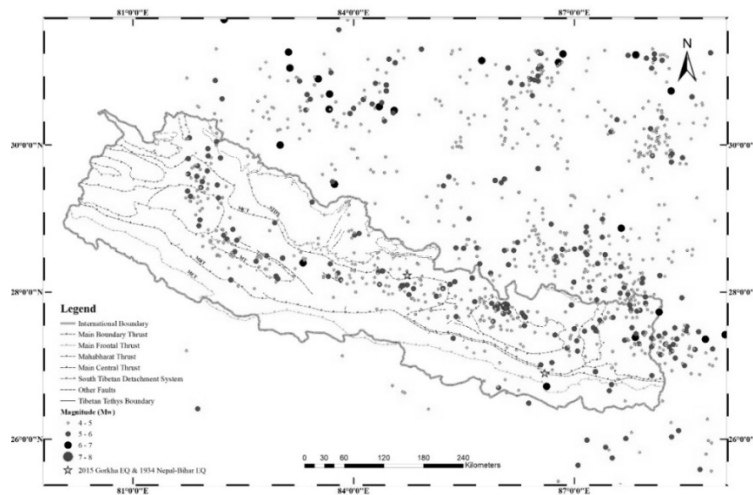 81°0'0"E 84°0'0"E 87°0'0"E
N
30°0'0"N 30°0'0"N
28°0'0"N 28°0'0"N
26°0'0"N 26°0'0"N
Legend
International Boundary
Main Boundary Thrust
Main Frontal Thrust
Mahabharat Thrust
Main Central Thrust
South Tibetan Detachment System
Other Faults
Tibetan Tethys Boundary
Magnitude (Mw)
4 - 5
5 - 6
6 - 7
7 - 8
2015 Gorkha EQ & 1934 Nepal-Bihar EQ
0 15 30 60 120 180 240
Kilometers
81°0'0"E 84°0'0"E 87°0'0"E